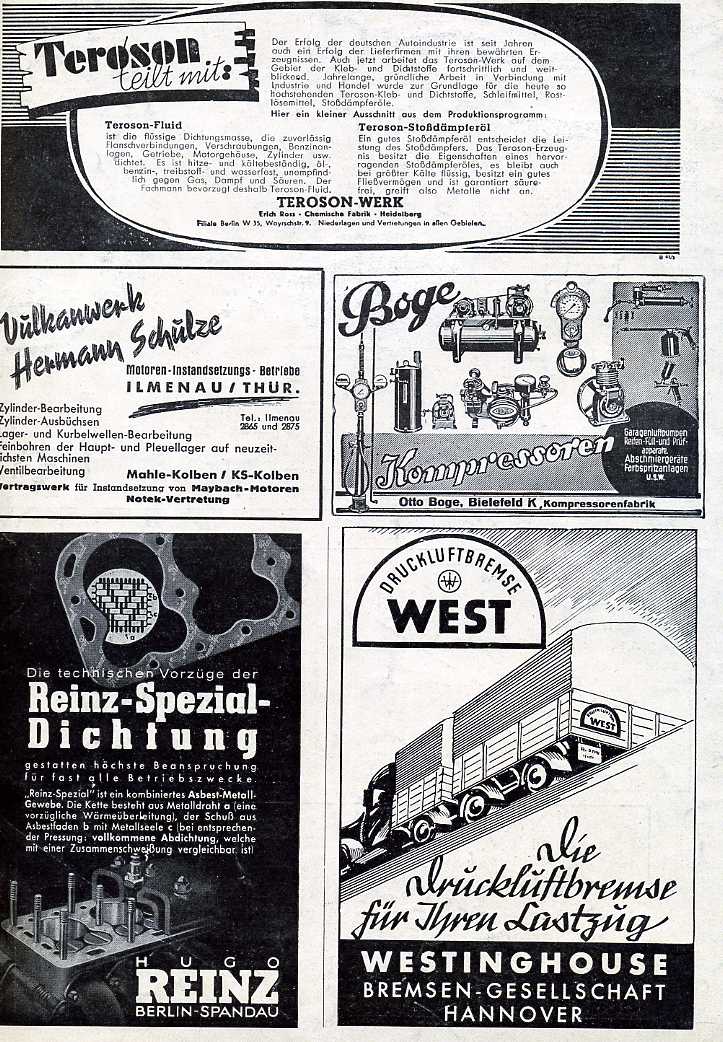 Teroson
teilt mit:
Der Erfolg der deutschen Autoindustrie ist seit Jahren
auch ein Erfolg der Lieferfirmen mit ihren bewährten Er-
zeugnissen. Auch jetzt arbeitet das Teroson-Werk auf dem
Gebiet der Kleb- und Dichtstoffe fortschrittlich und weit-
blickend. Jahrelange, gründliche Arbeit in Verbindung mit
Industrie und Handel wurde zur Grundlage für die heute so
hochstehenden Teroson-Kleb- und Dichtstoffe, Schleifmittel, Rost-
lösemittel, Stoßdämpferöle.
Hier ein kleiner Ausschnitt aus dem Produktionsprogramm:
Teroson-Fluid
ist die flüssige Dichtungsmasse, die zuverlässig
Flanschverbindungen, Verschraubungen, Benzinan-
lagen, Getriebe, Motorgehäuse, Zylinder usw.
dichtet. Es ist hitze- und kältebeständig, öl-,
benzin-, treibstoff- und wasserfest, unempfind-
lich gegen Gas, Dampf und Säuren. Der
Fachmann bevorzugt deshalb Teroson-Fluid.
Teroson-Stoßdämpferöl
Ein gutes Stoßdämpferöl entscheidet die Lei-
stung des Stoßdämpfers. Das Teroson-Erzeug-
nis besitzt die Eigenschaften eines hervor-
ragenden Stoßdämpferöles, es bleibt auch
bei größter Kälte flüssig, besitzt ein gutes
Fließvermögen und ist garantiert säure-
frei, greift also Metalle nicht an.
TEROSON-WERK
Erich Ross - Chemische Fabrik - Heidelberg
Filiale Berlin W 35, Woyrschstr. 9. Niederlagen und Vertretungen in allen Gebieten.
Vulkanwerk
Hermann Schulze
Motoren-Instandsetzungs-Betriebe
ILMENAU / THÜR.
Zylinder-Bearbeitung
Zylinder-Ausbüchsen
Lager- und Kurbelwellen-Bearbeitung
Feinbohren der Haupt- und Pleuellager auf neuzeit-
lichsten Maschinen
Ventilbearbeitung
Tel.: Ilmenau
2865 und 2875
Mahle-Kolben / KS-Kolben
Vertragswerk für Instandsetzung von Maybach-Motoren
Notek-Vertretung
Boge
Kompressoren
Garagenluftpumpen
Reifen-Füll-und Prüf-
apparate,
Abschmiergeräte
Farbspritzanlagen
u.s.w.
Otto Boge, Bielefeld K, Kompressorenfabrik
Die technischen Vorzüge der
Reinz-Spezial-
Dichtung
gestatten höchste Beanspruchung
für fast alle Betriebszwecke.
„Reinz-Spezial" ist ein kombiniertes Asbest-Metall-
Gewebe. Die Kette besteht aus Metalldraht a (eine
vorzügliche Wärmeüberleitung), der Schuß aus
Asbestfaden b mit Metallseele c (bei entsprechen-
der Pressung: vollkommene Abdichtung, welche
mit einer Zusammenschweißung vergleichbar ist)
HUGO
REINZ
BERLIN-SPANDAU
DRUCKLUFTBREMSE
WEST
DRUCKLUFTBREMSE
WEST
Die
Druckluftbremse
für Ihren Lastzug
WESTINGHOUSE
BREMSEN-GESELLSCHAFT
HANNOVER